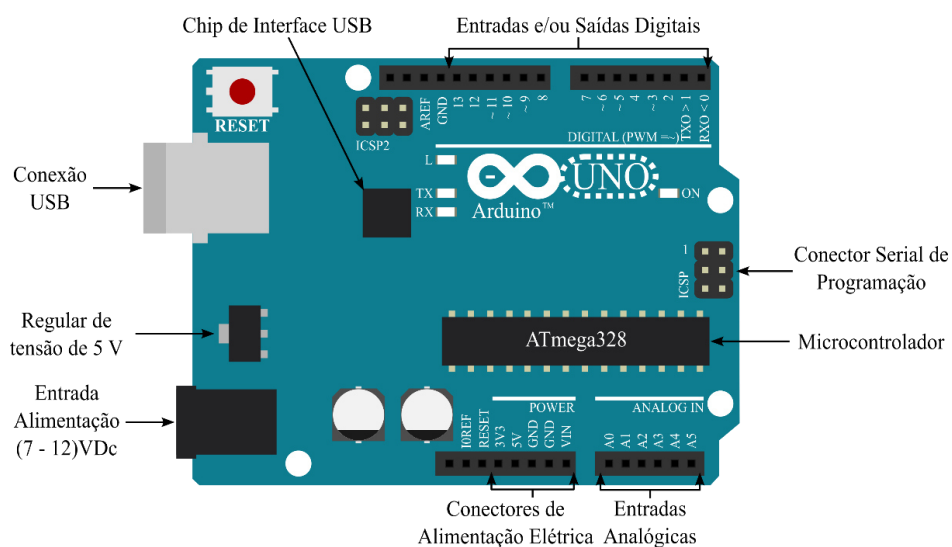 Chip de Interface USB
Entradas e/ou Saídas Digitais
RESET
ICSP2
AREF
GND
13
12
~ 11
~ 10
~ 9
8
7
~ 6
~ 5
4
~ 3
2
TXO > 1
RXO < 0
DIGITAL (PWM =~)
L
TX
RX
UNO
Arduino™
ON
Conexão
USB
1
ICSP
Conector Serial de
Programação
Regular de
tensão de 5 V
ATmega328
Microcontrolador
Entrada
Alimentação
(7 - 12)VDc
POWER
ANALOG IN
IOREF
RESET
3V3
5V
GND
GND
VIN
A0
A1
A2
A3
A4
A5
Conectores de
Alimentação Elétrica
Entradas
Analógicas